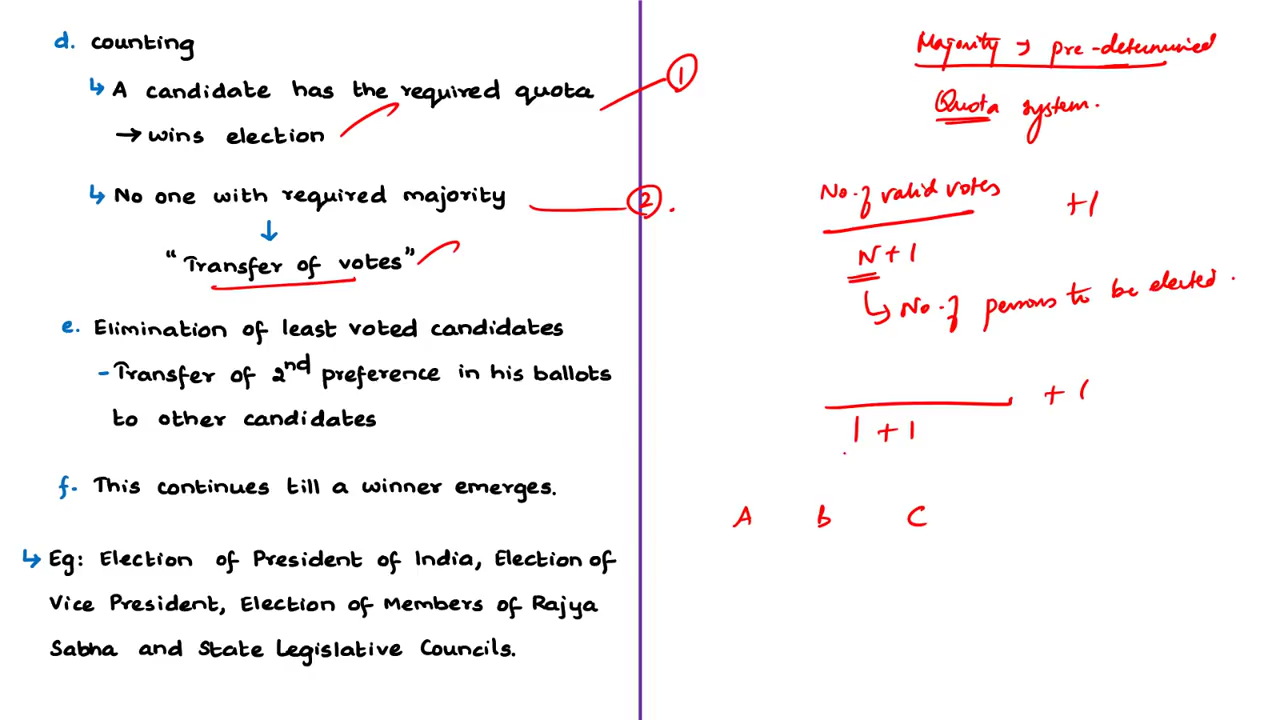 d. counting
↳ A candidate has the required quota
→ wins election
↳ No one with required majority
↓
"Transfer of votes"
e. Elimination of least voted candidates
- Transfer of 2nd preference in his ballots
to other candidates
f. This continues till a winner emerges.
↳ Eg: Election of President of India, Election of
Vice President, Election of Members of Rajya
Sabha and State Legislative Councils.
1
2.
Majority → pre-determined
Quota system.
No. of valid votes +1
N + 1
↳ No. of persons to be elected.
+ 1
1 + 1
A B C